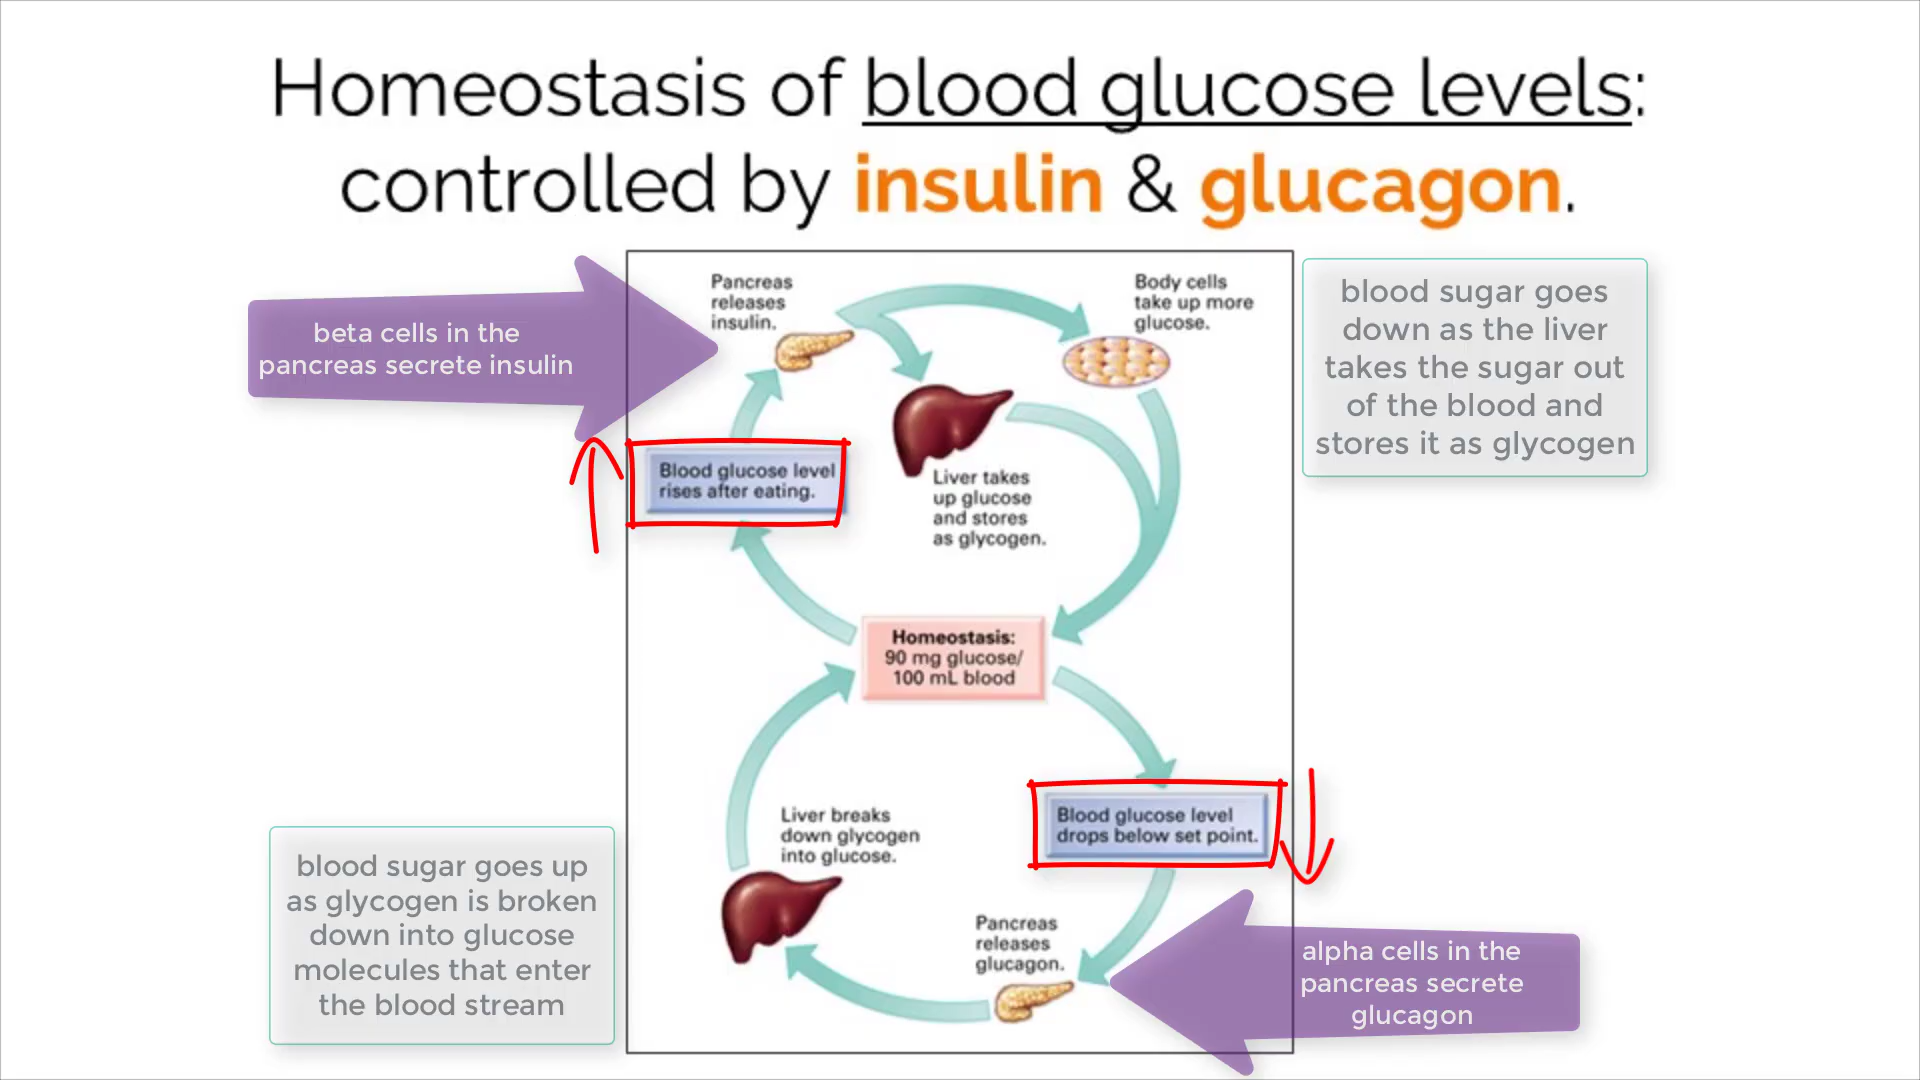 Homeostasis of blood glucose levels:
controlled by insulin & glucagon.
beta cells in the
pancreas secrete insulin
Pancreas
releases
insulin.
Body cells
take up more
glucose.
blood sugar goes
down as the liver
takes the sugar out
of the blood and
stores it as glycogen
Blood glucose level
rises after eating.
Liver takes
up glucose
and stores
as glycogen.
Homeostasis:
90 mg glucose/
100 mL blood
Blood glucose level
drops below set point.
Liver breaks
down glycogen
into glucose.
blood sugar goes up
as glycogen is broken
down into glucose
molecules that enter
the blood stream
Pancreas
releases
glucagon.
alpha cells in the
pancreas secrete
glucagon